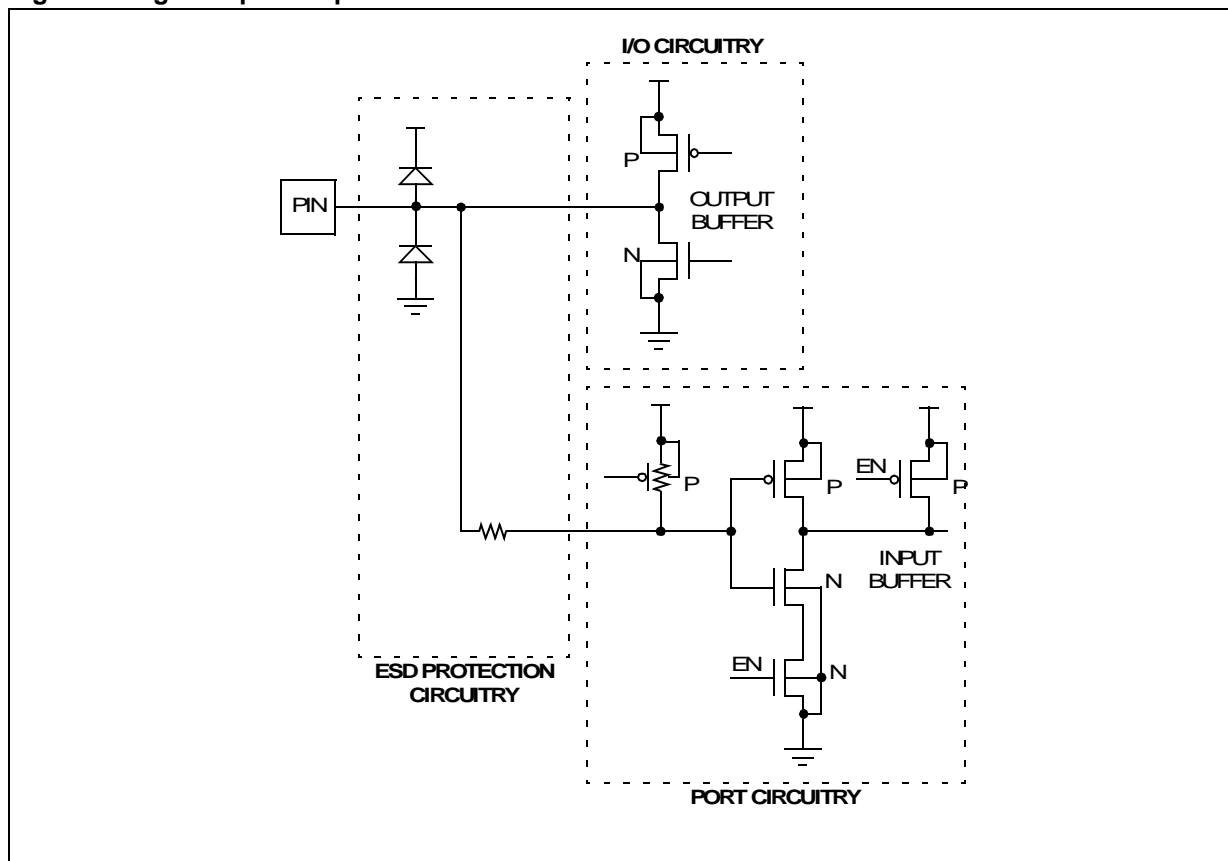 I/O CIRCUITRY
P
PIN
OUTPUT
BUFFER
N
EN
P
P
P
INPUT
BUFFER
N
EN
N
ESD PROTECTION
CIRCUITRY
PORT CIRCUITRY